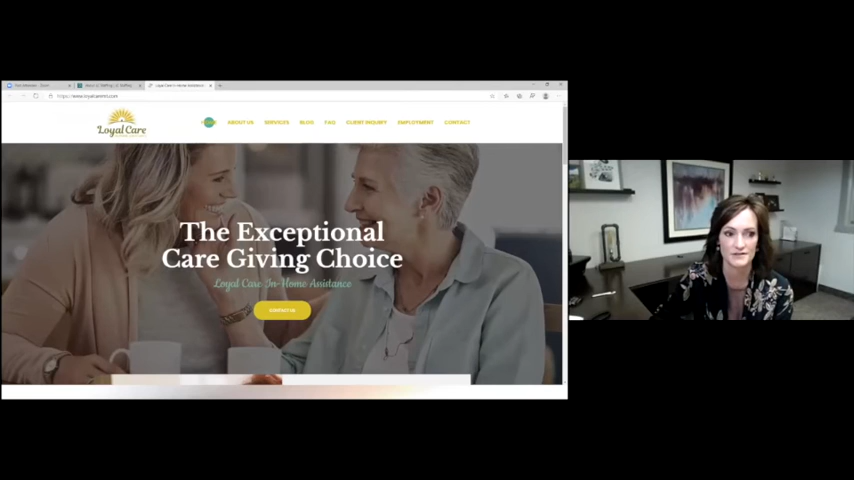 Loyal Care
ABOUT US SERVICES BLOG FAQ CLIENT INQUIRY EMPLOYMENT CONTACT
The Exceptional
Care Giving Choice
Loyal Care In-Home Assistance
CONTACT US